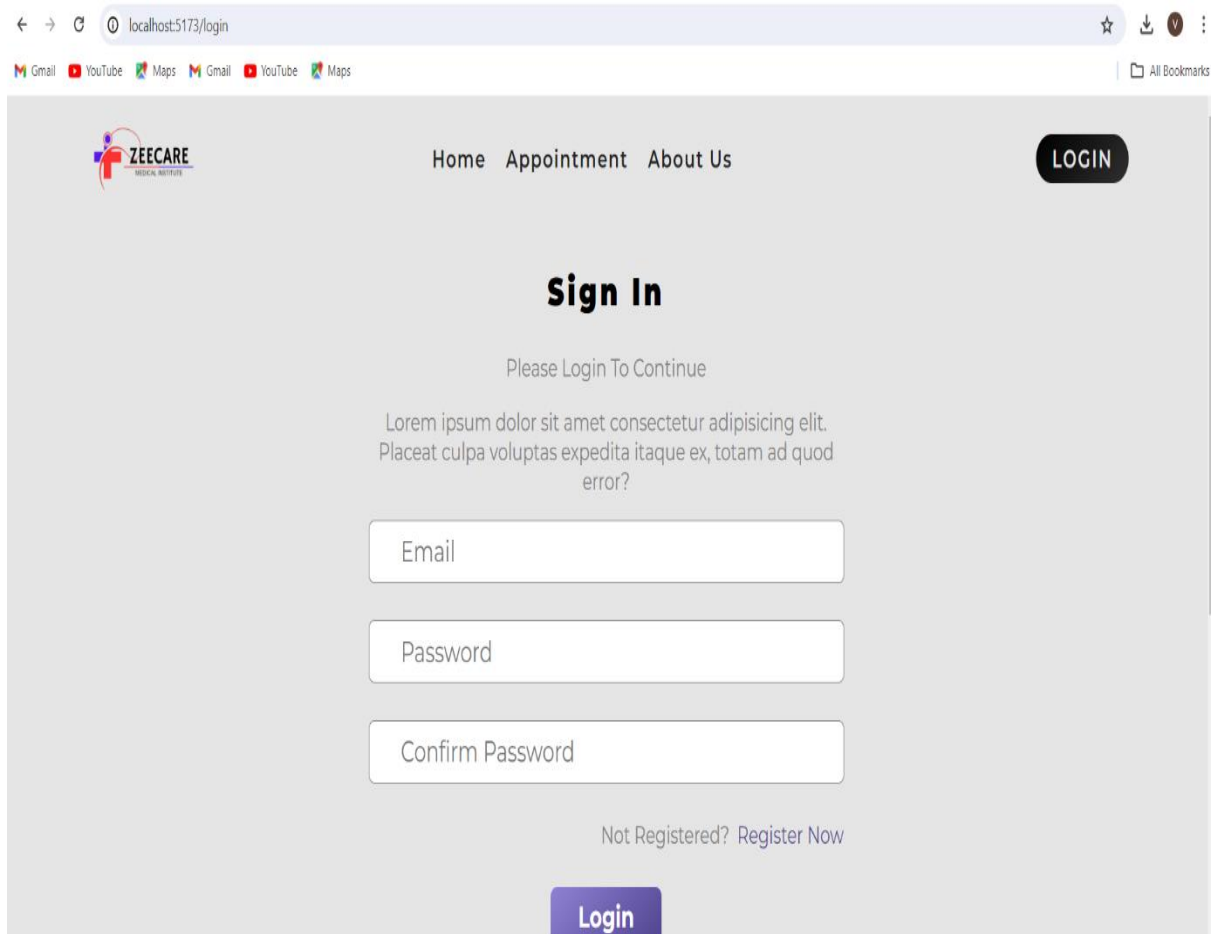 localhost:5173/login
V
Gmail YouTube Maps Gmail YouTube Maps All Bookmarks
ZEECARE
MEDICAL INSTITUTE
Home Appointment About Us
LOGIN
Sign In
Please Login To Continue
Lorem ipsum dolor sit amet consectetur adipisicing elit.
Placeat culpa voluptas expedita itaque ex, totam ad quod
error?
Email
Password
Confirm Password
Not Registered? Register Now
Login